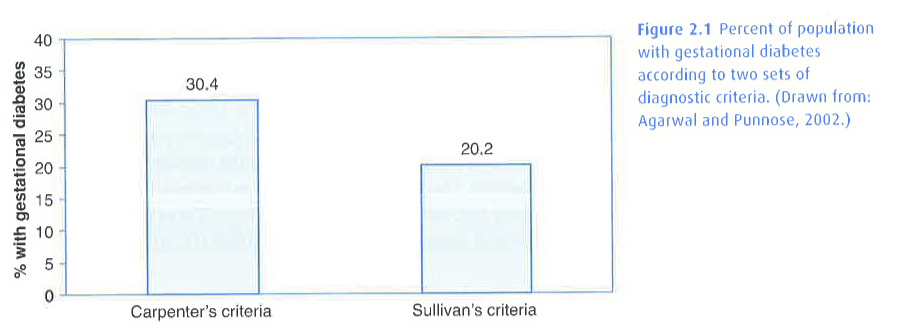 Figure 2.1 Percent of population
with gestational diabetes
according to two sets of
diagnostic criteria. (Drawn from:
Agarwal and Punnose, 2002.)
% with gestational diabetes
40
35
30
25
20
15
10
5
0
30.4
20.2
Carpenter's criteria
Sullivan's criteria